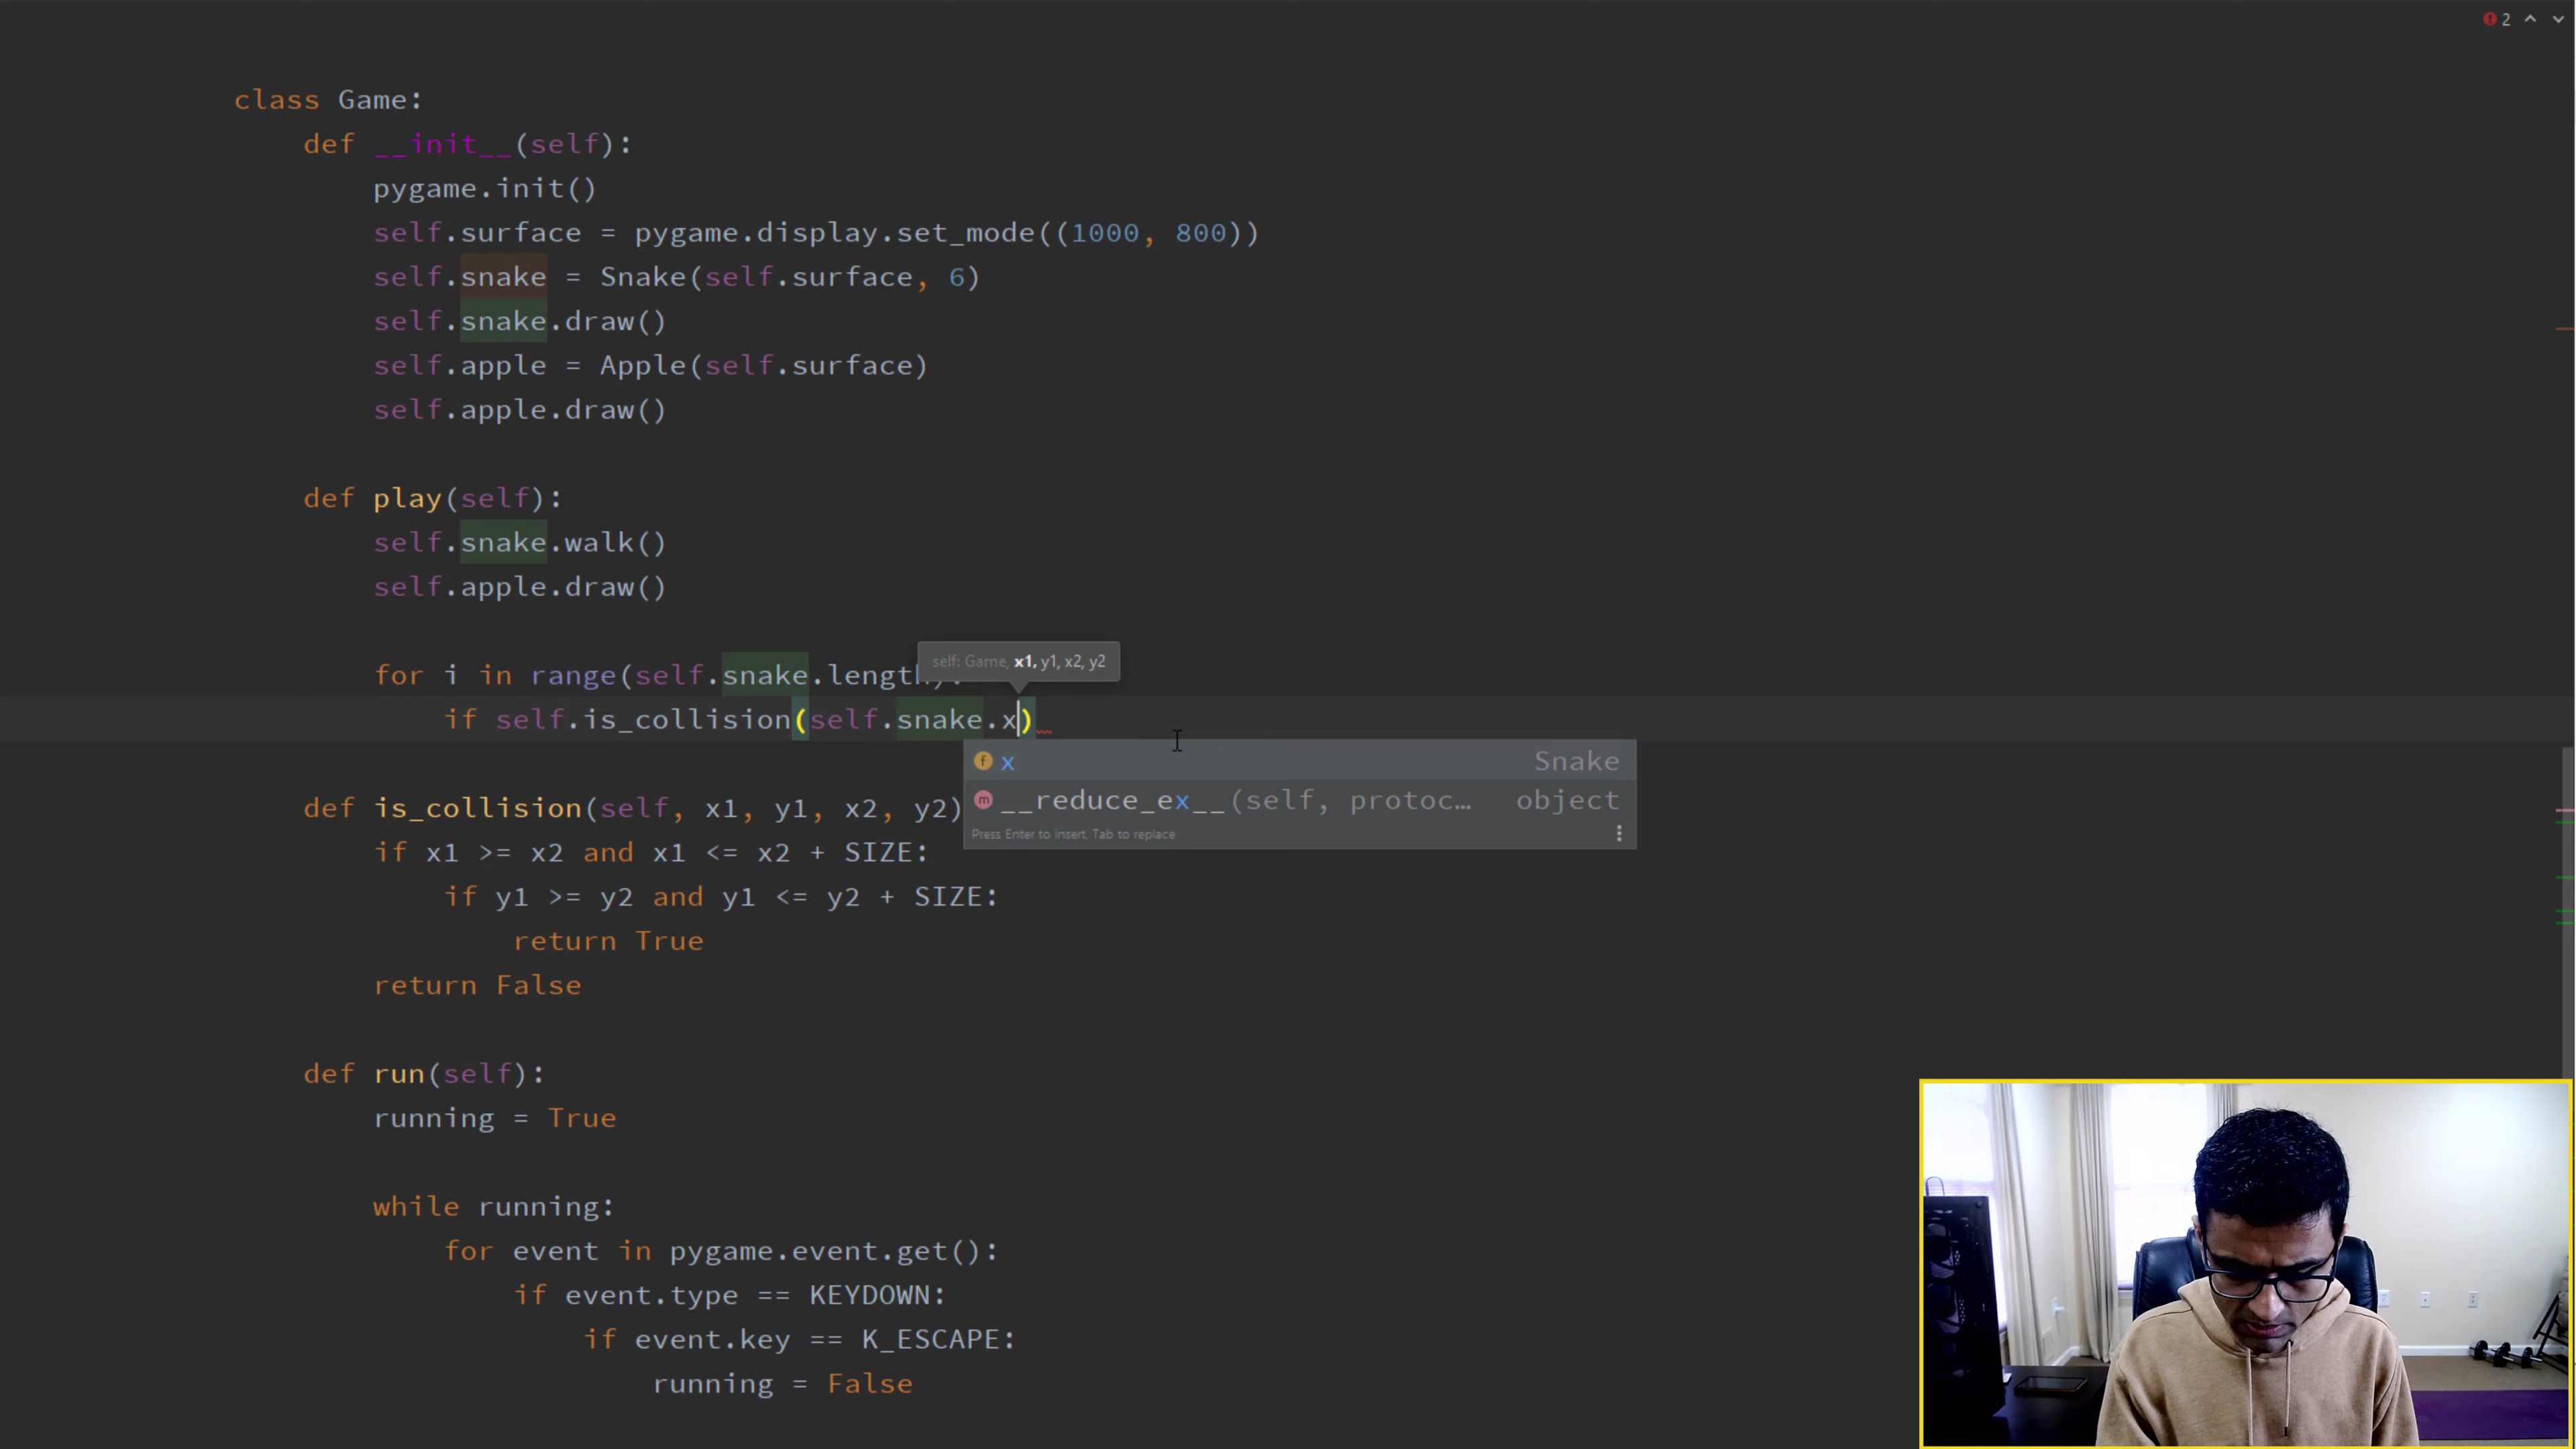 2
class Game:
def __init__(self):
pygame.init()
self.surface = pygame.display.set_mode((1000, 800))
self.snake = Snake(self.surface, 6)
self.snake.draw()
self.apple = Apple(self.surface)
self.apple.draw()
def play(self):
self.snake.walk()
self.apple.draw()
self: Game, x1, y1, x2, y2
for i in range(self.snake.length):
if self.is_collision(self.snake.x)
f x Snake
m __reduce_ex__(self, protoc… object
Press Enter to insert, Tab to replace
def is_collision(self, x1, y1, x2, y2)
if x1 >= x2 and x1 <= x2 + SIZE:
if y1 >= y2 and y1 <= y2 + SIZE:
return True
return False
def run(self):
running = True
while running:
for event in pygame.event.get():
if event.type == KEYDOWN:
if event.key == K_ESCAPE:
running = False